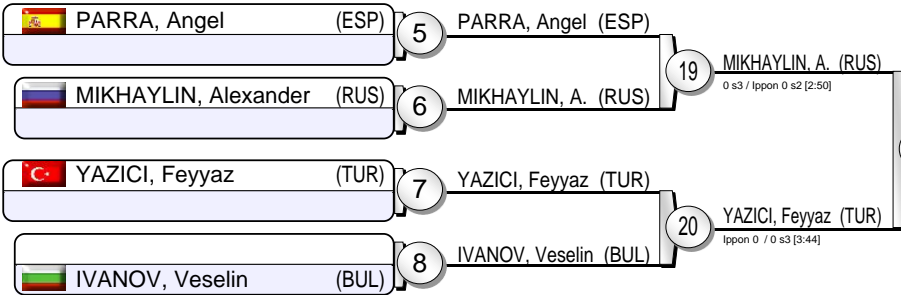 PARRA, Angel (ESP)
5
PARRA, Angel (ESP)
19
MIKHAYLIN, A. (RUS)
0 s3 / Ippon 0 s2 [2:50]
MIKHAYLIN, Alexander (RUS)
6
MIKHAYLIN, A. (RUS)
YAZICI, Feyyaz (TUR)
7
YAZICI, Feyyaz (TUR)
20
YAZICI, Feyyaz (TUR)
Ippon 0 / 0 s3 [3:44]
8
IVANOV, Veselin (BUL)
IVANOV, Veselin (BUL)